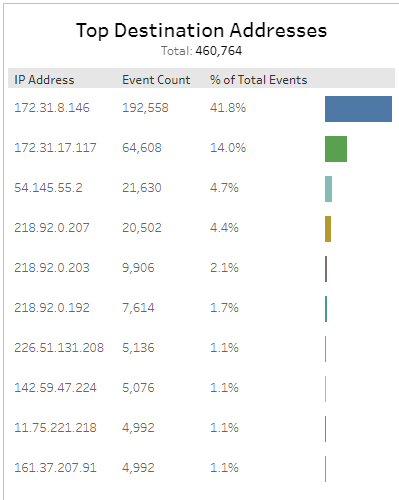 Top Destination Addresses
Total: 460,764
IP Address Event Count % of Total Events
172.31.8.146 192,558 41.8%
172.31.17.117 64,608 14.0%
54.145.55.2 21,630 4.7%
218.92.0.207 20,502 4.4%
218.92.0.203 9,906 2.1%
218.92.0.192 7,614 1.7%
226.51.131.208 5,136 1.1%
142.59.47.224 5,076 1.1%
11.75.221.218 4,992 1.1%
161.37.207.91 4,992 1.1%